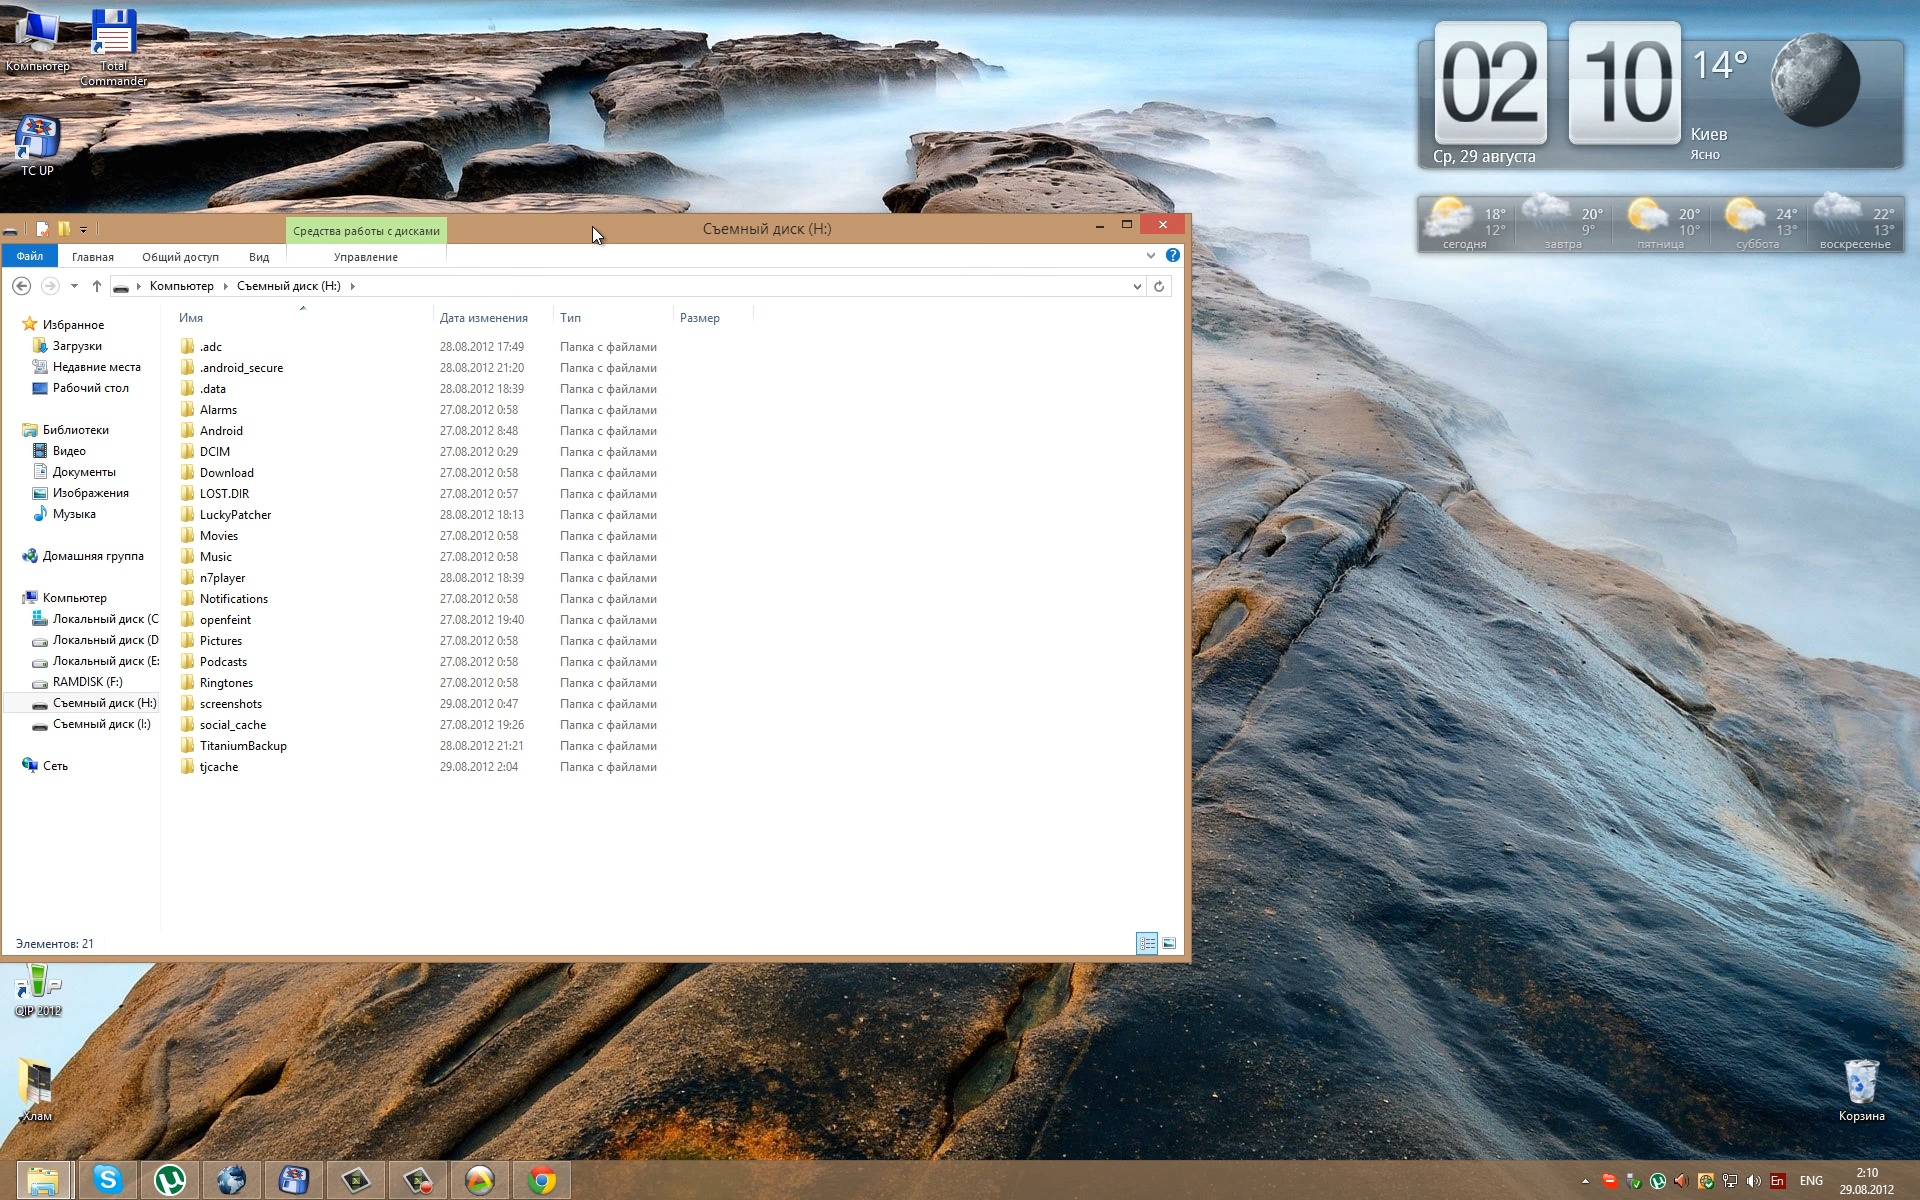 Компьютер
Total Commander
TC UP
02 10
14°
Киев
Ясно
Ср, 29 августа
18° 12° сегодня
20° 9° завтра
20° 10° пятница
24° 13° суббота
22° 13° воскресенье
Средства работы с дисками
Съемный диск (H:)
Файл Главная Общий доступ Вид Управление
Компьютер Съемный диск (H:)
Имя Дата изменения Тип Размер
Избранное
Загрузки
Недавние места
Рабочий стол
Библиотеки
Видео
Документы
Изображения
Музыка
Домашняя группа
Компьютер
Локальный диск (C
Локальный диск (D
Локальный диск (E:
RAMDISK (F:)
Съемный диск (H:)
Съемный диск (I:)
Сеть
.adc 28.08.2012 17:49 Папка с файлами
.android_secure 28.08.2012 21:20 Папка с файлами
.data 28.08.2012 18:39 Папка с файлами
Alarms 27.08.2012 0:58 Папка с файлами
Android 27.08.2012 8:48 Папка с файлами
DCIM 27.08.2012 0:29 Папка с файлами
Download 27.08.2012 0:58 Папка с файлами
LOST.DIR 27.08.2012 0:57 Папка с файлами
LuckyPatcher 28.08.2012 18:13 Папка с файлами
Movies 27.08.2012 0:58 Папка с файлами
Music 27.08.2012 0:58 Папка с файлами
n7player 28.08.2012 18:39 Папка с файлами
Notifications 27.08.2012 0:58 Папка с файлами
openfeint 27.08.2012 19:40 Папка с файлами
Pictures 27.08.2012 0:58 Папка с файлами
Podcasts 27.08.2012 0:58 Папка с файлами
Ringtones 27.08.2012 0:58 Папка с файлами
screenshots 29.08.2012 0:47 Папка с файлами
social_cache 27.08.2012 19:26 Папка с файлами
TitaniumBackup 28.08.2012 21:21 Папка с файлами
tjcache 29.08.2012 2:04 Папка с файлами
Элементов: 21
QIP 2012
Хлам
Корзина
En
ENG
2:10
29.08.2012